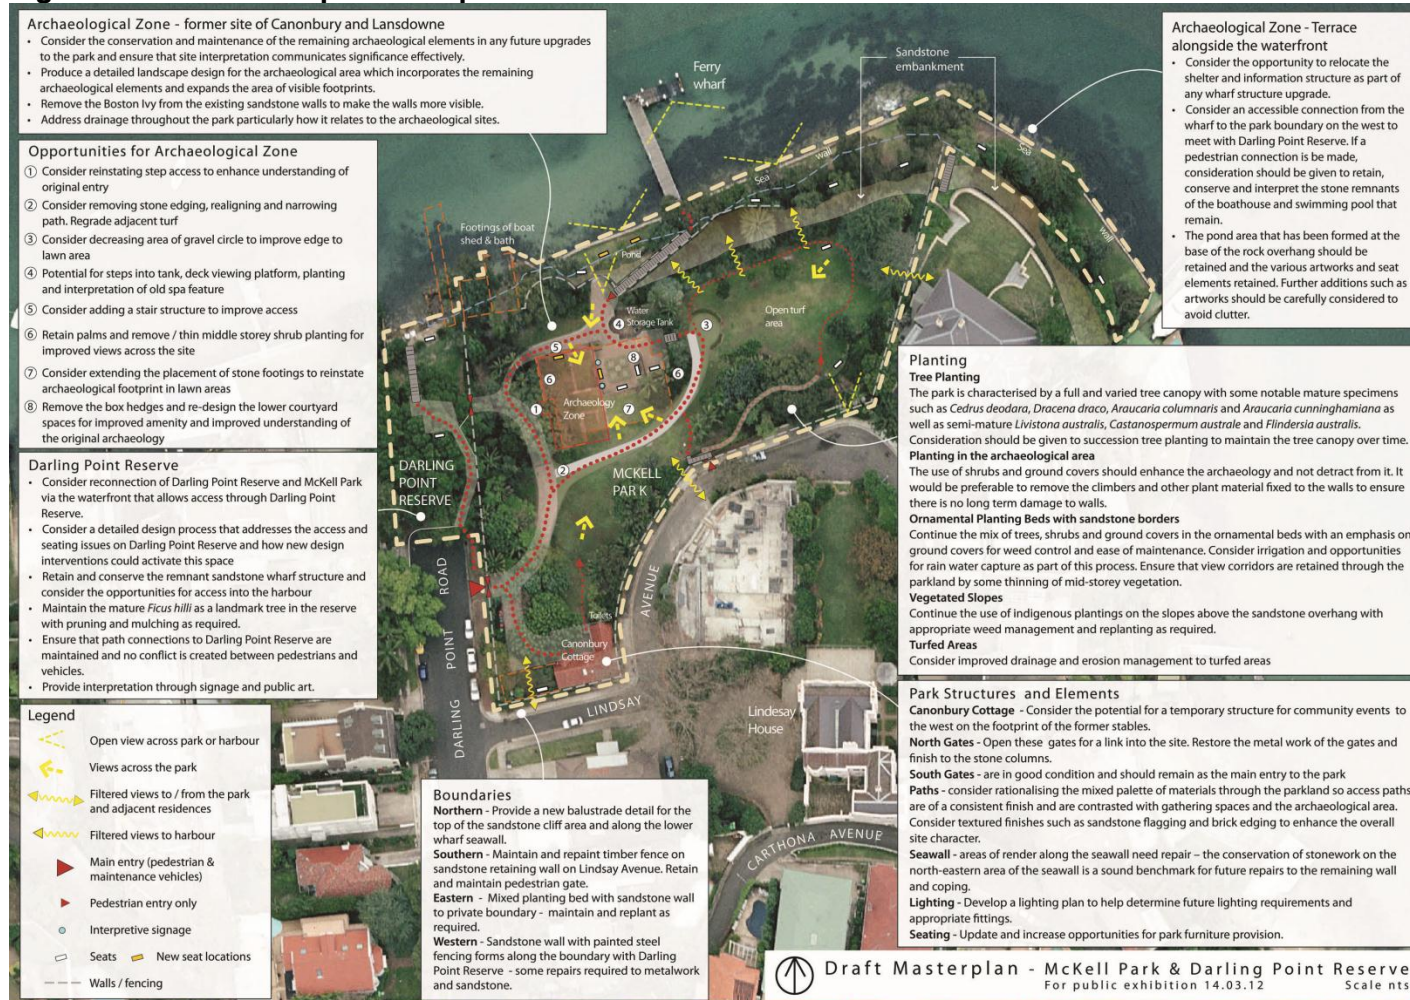 Archaeological Zone - former site of Canonbury and Lansdowne
• Consider the conservation and maintenance of the remaining archaeological elements in any future upgrades
to the park and ensure that site interpretation communicates significance effectively.
• Produce a detailed landscape design for the archaeological area which incorporates the remaining
archaeological elements and expands the area of visible footprints.
• Remove the Boston Ivy from the existing sandstone walls to make the walls more visible.
• Address drainage throughout the park particularly how it relates to the archaeological sites.
Opportunities for Archaeological Zone
① Consider reinstating step access to enhance understanding of
original entry
② Consider removing stone edging, realigning and narrowing
path. Regrade adjacent turf
③ Consider decreasing area of gravel circle to improve edge to
lawn area
④ Potential for steps into tank, deck viewing platform, planting
and interpretation of old spa feature
⑤ Consider adding a stair structure to improve access
⑥ Retain palms and remove / thin middle storey shrub planting for
improved views across the site
⑦ Consider extending the placement of stone footings to reinstate
archaeological footprint in lawn areas
⑧ Remove the box hedges and re-design the lower courtyard
spaces for improved amenity and improved understanding of
the original archaeology
Darling Point Reserve
• Consider reconnection of Darling Point Reserve and McKell Park
via the waterfront that allows access through Darling Point
Reserve.
• Consider a detailed design process that addresses the access and
seating issues on Darling Point Reserve and how new design
interventions could activate this space
• Retain and conserve the remnant sandstone wharf structure and
consider the opportunities for access into the harbour
• Maintain the mature Ficus hilli as a landmark tree in the reserve
with pruning and mulching as required.
• Ensure that path connections to Darling Point Reserve are
maintained and no conflict is created between pedestrians and
vehicles.
• Provide interpretation through signage and public art.
Legend
Open view across park or harbour
Views across the park
Filtered views to / from the park
and adjacent residences
Filtered views to harbour
Main entry (pedestrian &
maintenance vehicles)
Pedestrian entry only
Interpretive signage
Seats New seat locations
Walls / fencing
Ferry
wharf
Sandstone
embankment
Sea
wall
Sea
wall
Footings of boat
shed & bath
Pond
Water
Storage Tank
Open turf
area
④
③
⑤
⑧
⑥
⑥
①
Archaeology
Zone
⑦
②
DARLING
POINT
RESERVE
MCKELL
PARK
DARLING POINT ROAD
Toilets
Canonbury
Cottage
LINDSAY AVENUE
Lindesay
House
CARTHONA AVENUE
Boundaries
Northern - Provide a new balustrade detail for the
top of the sandstone cliff area and along the lower
wharf seawall.
Southern - Maintain and repaint timber fence on
sandstone retaining wall on Lindsay Avenue. Retain
and maintain pedestrian gate.
Eastern - Mixed planting bed with sandstone wall
to private boundary - maintain and replant as
required.
Western - Sandstone wall with painted steel
fencing forms along the boundary with Darling
Point Reserve - some repairs required to metalwork
and sandstone.
Archaeological Zone - Terrace
alongside the waterfront
• Consider the opportunity to relocate the
shelter and information structure as part of
any wharf structure upgrade.
• Consider an accessible connection from the
wharf to the park boundary on the west to
meet with Darling Point Reserve. If a
pedestrian connection is be made,
consideration should be given to retain,
conserve and interpret the stone remnants
of the boathouse and swimming pool that
remain.
• The pond area that has been formed at the
base of the rock overhang should be
retained and the various artworks and seat
elements retained. Further additions such as
artworks should be carefully considered to
avoid clutter.
Planting
Tree Planting
The park is characterised by a full and varied tree canopy with some notable mature specimens
such as Cedrus deodara, Dracena draco, Araucaria columnaris and Araucaria cunninghamiana as
well as semi-mature Livistona australis, Castanospermum australe and Flindersia australis.
Consideration should be given to succession tree planting to maintain the tree canopy over time.
Planting in the archaeological area
The use of shrubs and ground covers should enhance the archaeology and not detract from it. It
would be preferable to remove the climbers and other plant material fixed to the walls to ensure
there is no long term damage to walls.
Ornamental Planting Beds with sandstone borders
Continue the mix of trees, shrubs and ground covers in the ornamental beds with an emphasis on
ground covers for weed control and ease of maintenance. Consider irrigation and opportunities
for rain water capture as part of this process. Ensure that view corridors are retained through the
parkland by some thinning of mid-storey vegetation.
Vegetated Slopes
Continue the use of indigenous plantings on the slopes above the sandstone overhang with
appropriate weed management and replanting as required.
Turfed Areas
Consider improved drainage and erosion management to turfed areas
Park Structures and Elements
Canonbury Cottage - Consider the potential for a temporary structure for community events to
the west on the footprint of the former stables.
North Gates - Open these gates for a link into the site. Restore the metal work of the gates and
finish to the stone columns.
South Gates - are in good condition and should remain as the main entry to the park
Paths - consider rationalising the mixed palette of materials through the parkland so access paths
are of a consistent finish and are contrasted with gathering spaces and the archaeological area.
Consider textured finishes such as sandstone flagging and brick edging to enhance the overall
site character.
Seawall - areas of render along the seawall need repair – the conservation of stonework on the
north-eastern area of the seawall is a sound benchmark for future repairs to the remaining wall
and coping.
Lighting - Develop a lighting plan to help determine future lighting requirements and
appropriate fittings.
Seating - Update and increase opportunities for park furniture provision.
Draft Masterplan - McKell Park & Darling Point Reserve
For public exhibition 14.03.12 Scale nts